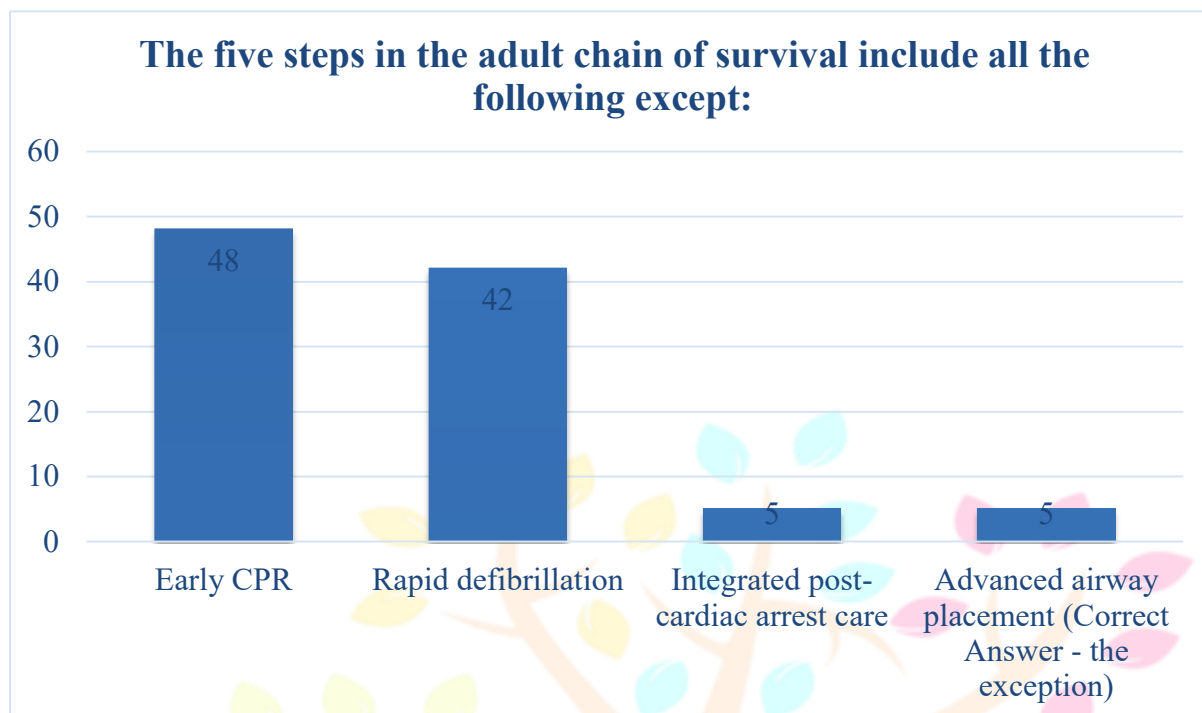 The five steps in the adult chain of survival include all the
following except:
60
50
40
30
20
10
0
48
42
5
5
Early CPR
Rapid defibrillation
Integrated post-
cardiac arrest care
Advanced airway
placement (Correct
Answer - the
exception)